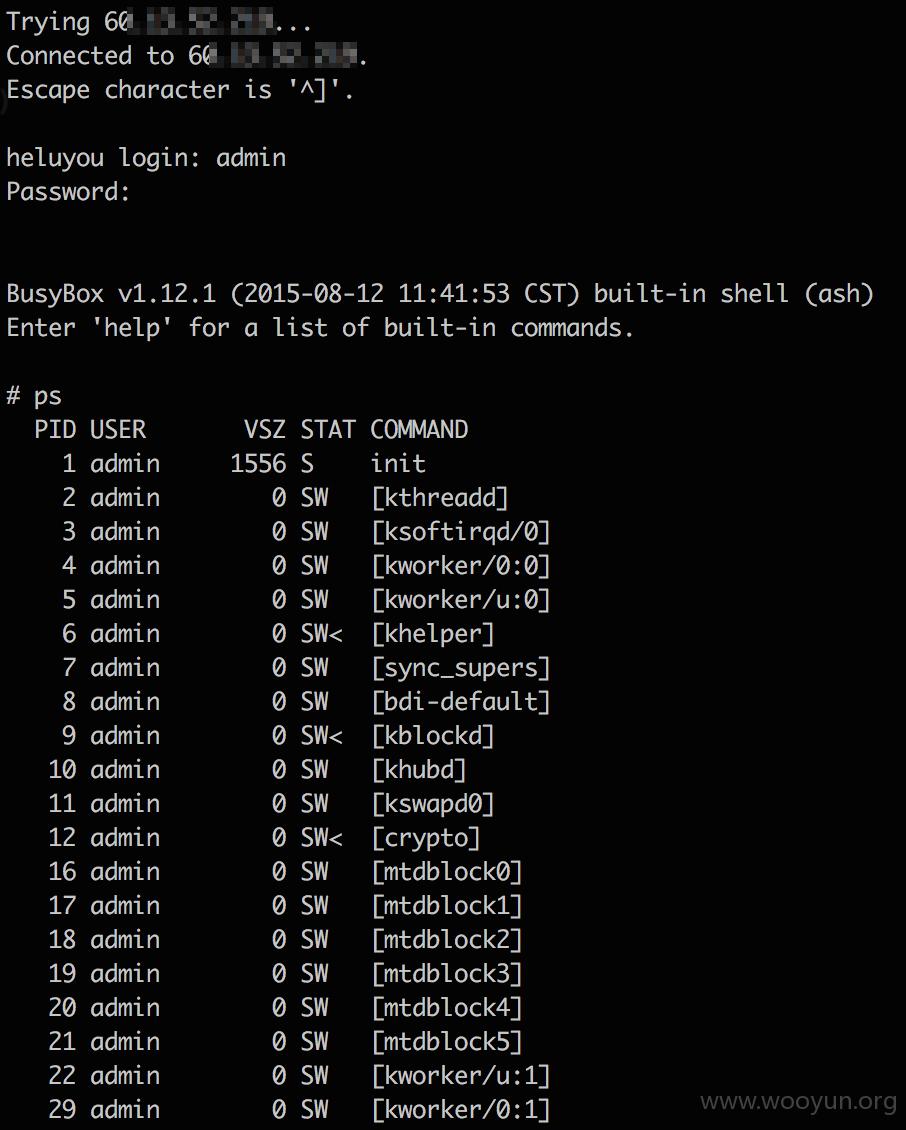 Trying 60...
Connected to 60.
Escape character is '^]'.
heluyou login: admin
Password:
BusyBox v1.12.1 (2015-08-12 11:41:53 CST) built-in shell (ash)
Enter 'help' for a list of built-in commands.
# ps
PID USER VSZ STAT COMMAND
1 admin 1556 S init
2 admin 0 SW [kthreadd]
3 admin 0 SW [ksoftirqd/0]
4 admin 0 SW [kworker/0:0]
5 admin 0 SW [kworker/u:0]
6 admin 0 SW< [khelper]
7 admin 0 SW [sync_supers]
8 admin 0 SW [bdi-default]
9 admin 0 SW< [kblockd]
10 admin 0 SW [khubd]
11 admin 0 SW [kswapd0]
12 admin 0 SW< [crypto]
16 admin 0 SW [mtdblock0]
17 admin 0 SW [mtdblock1]
18 admin 0 SW [mtdblock2]
19 admin 0 SW [mtdblock3]
20 admin 0 SW [mtdblock4]
21 admin 0 SW [mtdblock5]
22 admin 0 SW [kworker/u:1]
29 admin 0 SW [kworker/0:1]
www.wooyun.org